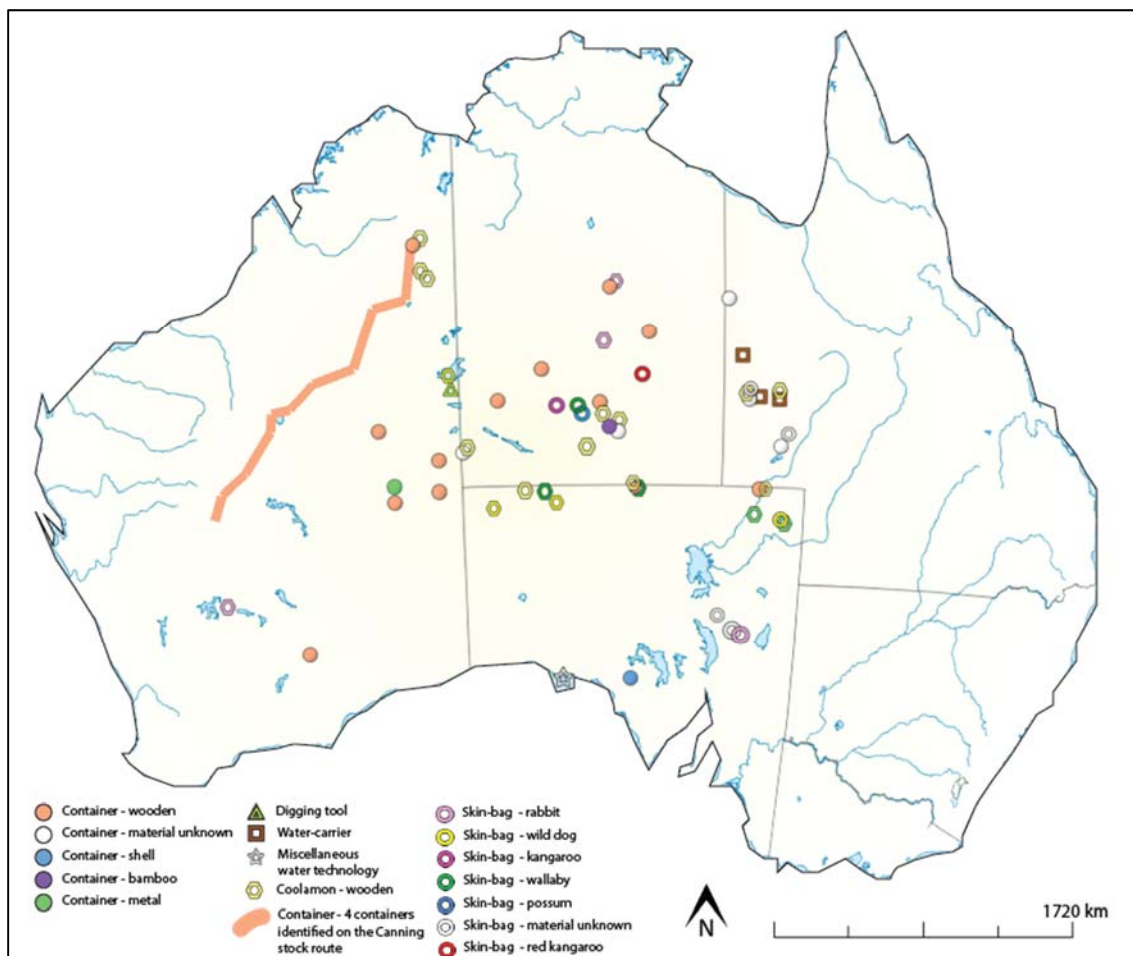 Container - wooden
Container - material unknown
Container - shell
Container - bamboo
Container - metal
Digging tool
Water-carrier
Miscellaneous
water technology
Coolamon - wooden
Container - 4 containers
identified on the Canning
stock route
Skin-bag - rabbit
Skin-bag - wild dog
Skin-bag - kangaroo
Skin-bag - wallaby
Skin-bag - possum
Skin-bag - material unknown
Skin-bag - red kangaroo
N
1720 km